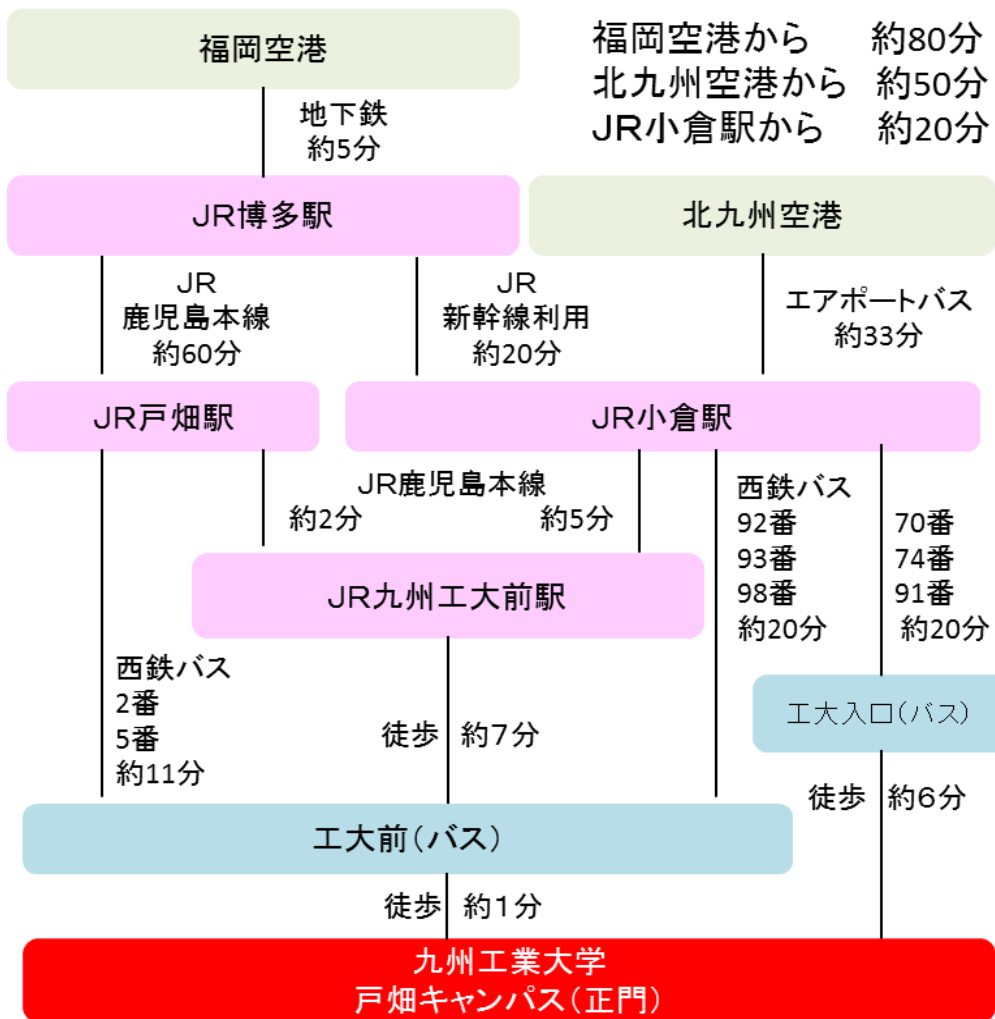 福岡空港
福岡空港から　約80分
北九州空港から　約50分
JR小倉駅から　約20分
地下鉄
約5分
JR博多駅
北九州空港
JR
鹿児島本線
約60分
JR
新幹線利用
約20分
エアポートバス
約33分
JR戸畑駅
JR小倉駅
JR鹿児島本線
約2分
約5分
西鉄バス
92番
93番
98番
約20分
70番
74番
91番
約20分
JR九州工大前駅
西鉄バス
2番
5番
約11分
徒歩　約7分
工大入口(バス)
徒歩　約6分
工大前(バス)
徒歩　約1分
九州工業大学
戸畑キャンパス(正門)